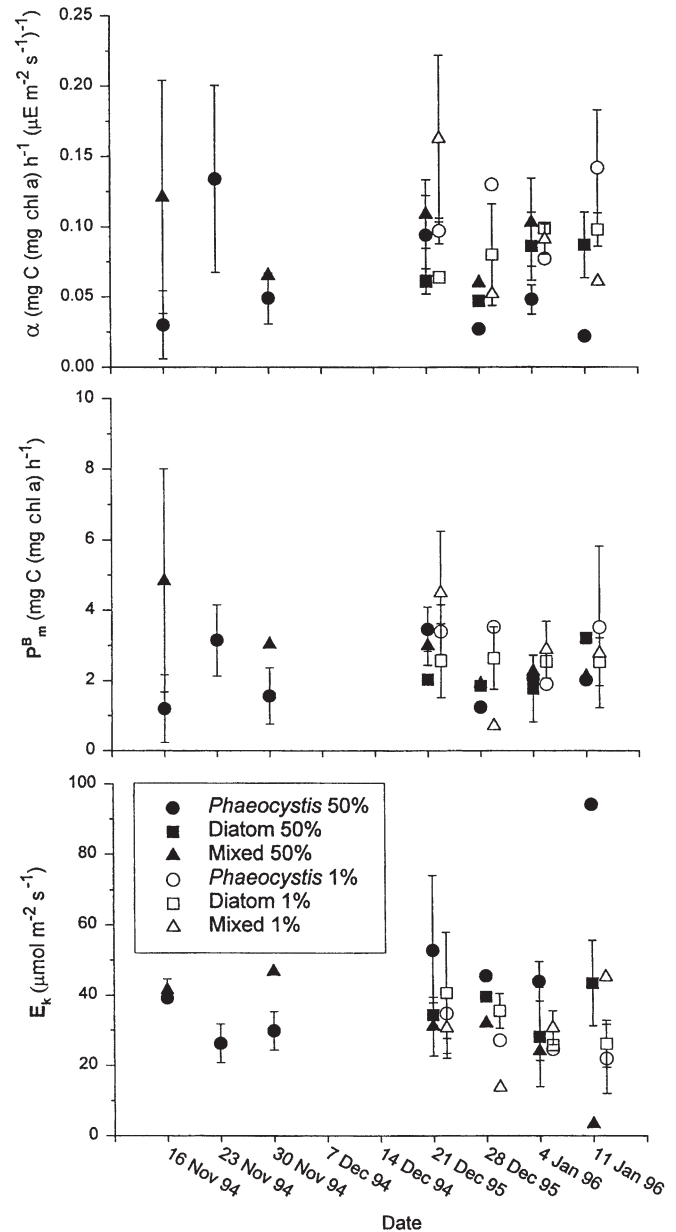 0.25
0.20
0.15
0.10
0.05
0.00
α (mg C (mg chl a) h⁻¹ (µE m⁻² s⁻¹)⁻¹)
10
8
6
4
2
0
Pᴮₘ (mg C (mg chl a) h⁻¹)
100
80
60
40
20
0
Eₖ (µmol m⁻² s⁻¹)
Phaeocystis 50%
Diatom 50%
Mixed 50%
Phaeocystis 1%
Diatom 1%
Mixed 1%
16 Nov 94
23 Nov 94
30 Nov 94
7 Dec 94
14 Dec 94
21 Dec 95
28 Dec 95
4 Jan 96
11 Jan 96
Date